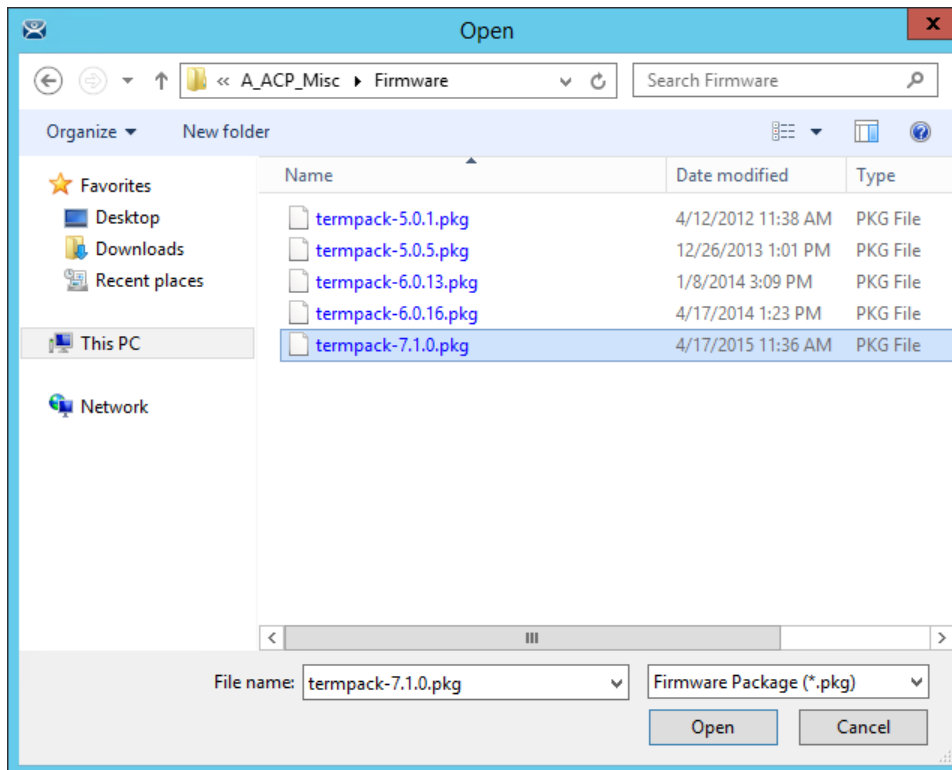 Open
« A_ACP_Misc Firmware Search Firmware
Organize New folder
Name Date modified Type
Favorites
Desktop
Downloads
Recent places
This PC
Network
termpack-5.0.1.pkg 4/12/2012 11:38 AM PKG File
termpack-5.0.5.pkg 12/26/2013 1:01 PM PKG File
termpack-6.0.13.pkg 1/8/2014 3:09 PM PKG File
termpack-6.0.16.pkg 4/17/2014 1:23 PM PKG File
termpack-7.1.0.pkg 4/17/2015 11:36 AM PKG File
File name: termpack-7.1.0.pkg Firmware Package (*.pkg)
Open Cancel